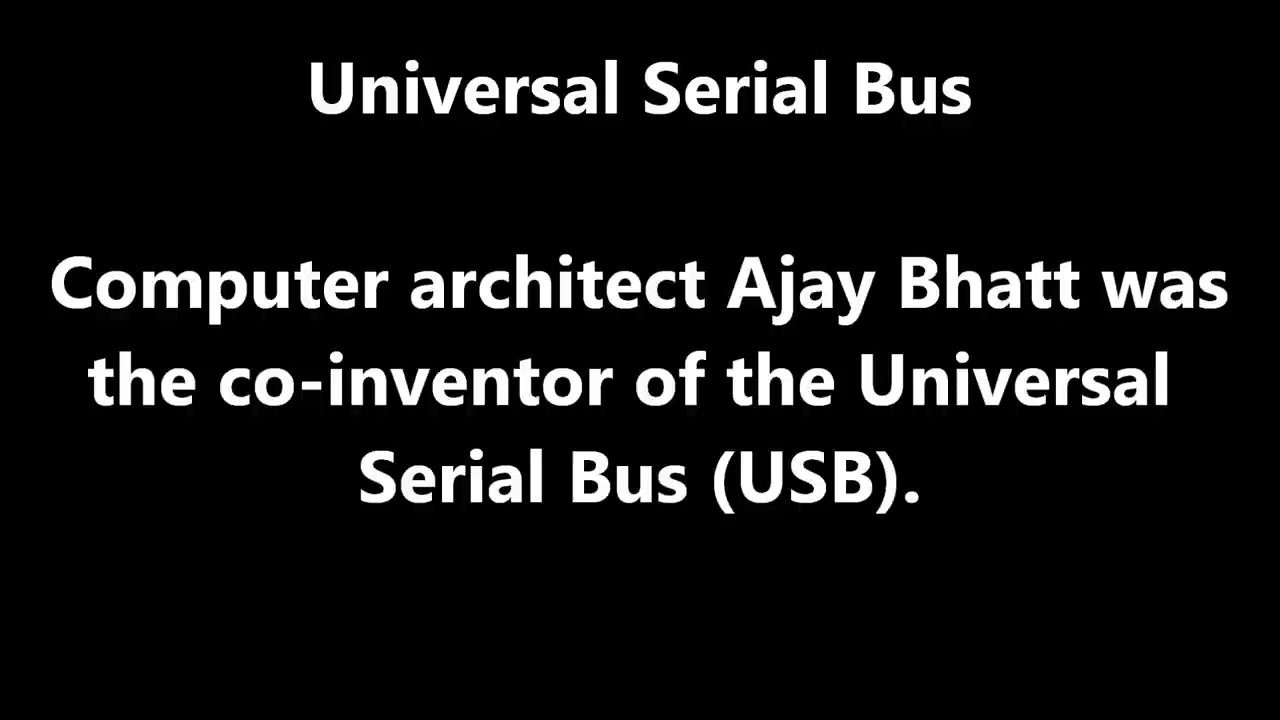 Universal Serial Bus
Computer architect Ajay Bhatt was
the co-inventor of the Universal
Serial Bus (USB).